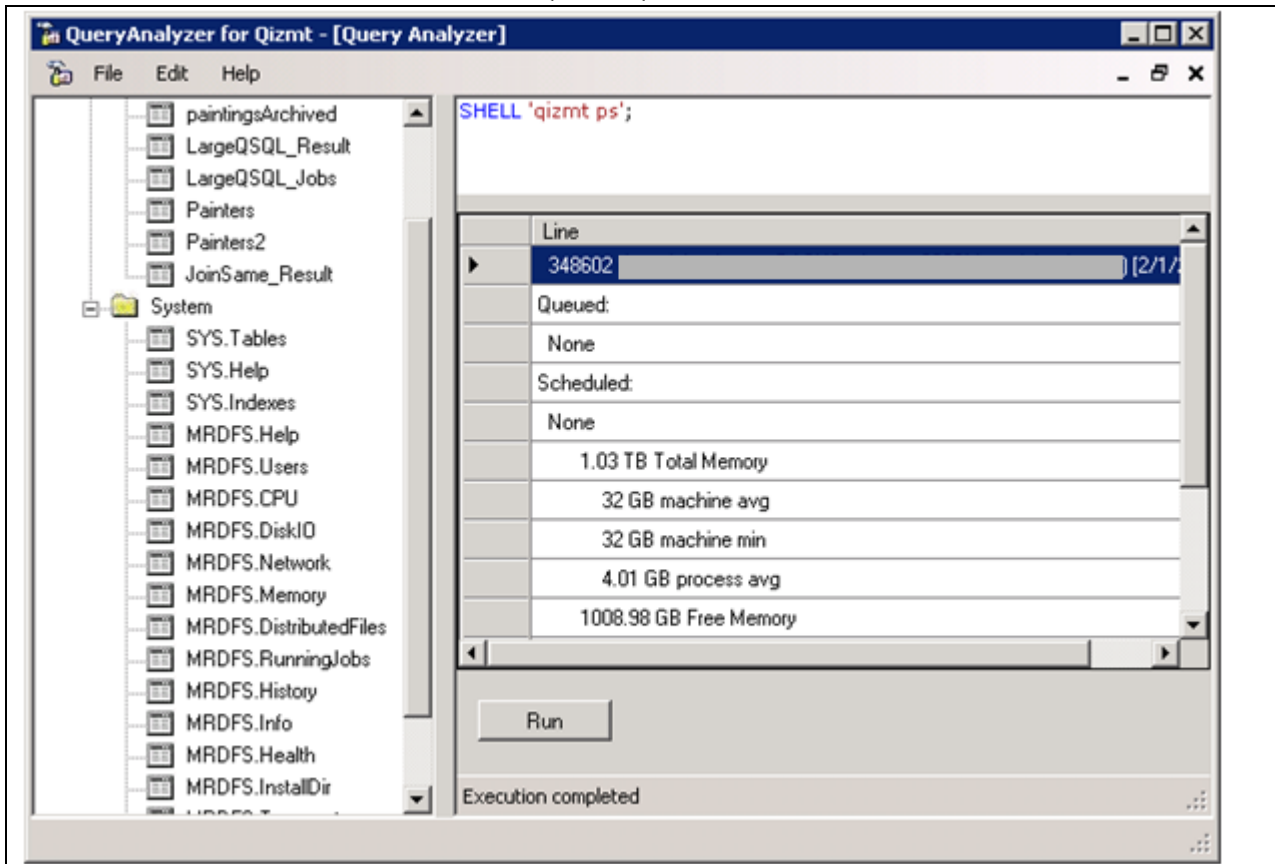 QueryAnalyzer for Qizmt - [Query Analyzer]
File Edit Help
paintingsArchived
LargeQSQL_Result
LargeQSQL_Jobs
Painters
Painters2
JoinSame_Result
System
SYS.Tables
SYS.Help
SYS.Indexes
MRDFS.Help
MRDFS.Users
MRDFS.CPU
MRDFS.DiskIO
MRDFS.Network
MRDFS.Memory
MRDFS.DistributedFiles
MRDFS.RunningJobs
MRDFS.History
MRDFS.Info
MRDFS.Health
MRDFS.InstallDir
SHELL 'qizmt ps';
Line
348602 ) [2/1/
Queued:
None
Scheduled:
None
1.03 TB Total Memory
32 GB machine avg
32 GB machine min
4.01 GB process avg
1008.98 GB Free Memory
Run
Execution completed